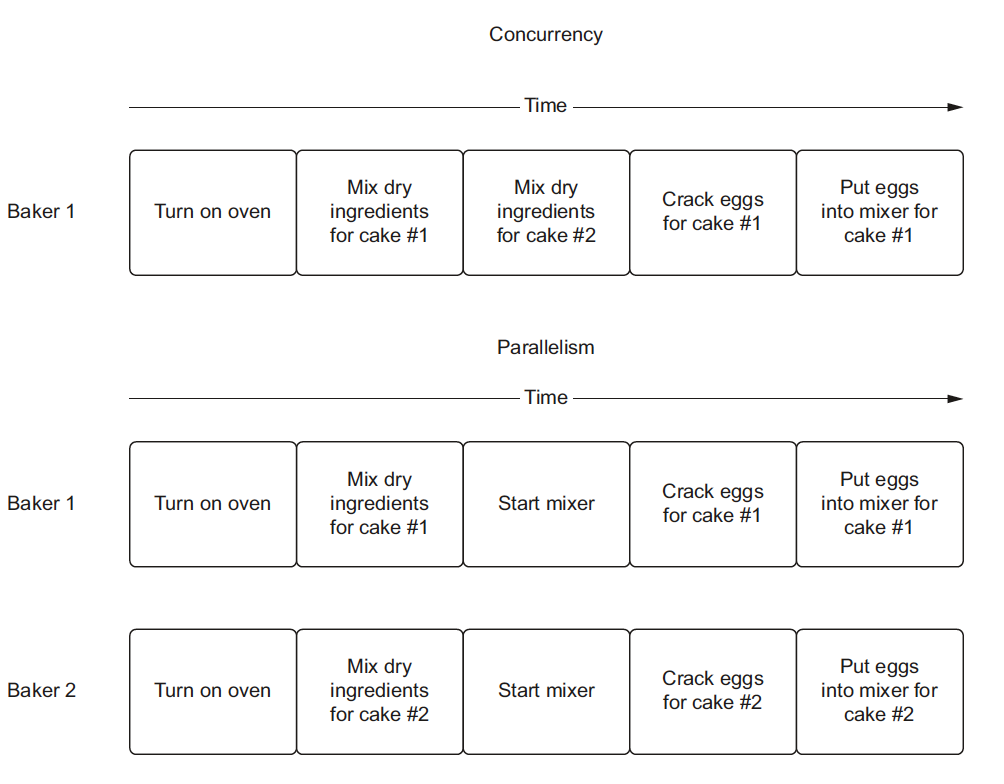 Concurrency
Time
Baker 1
Turn on oven
Mix dry
ingredients
for cake #1
Mix dry
ingredients
for cake #2
Crack eggs
for cake #1
Put eggs
into mixer for
cake #1
Parallelism
Time
Baker 1
Turn on oven
Mix dry
ingredients
for cake #1
Start mixer
Crack eggs
for cake #1
Put eggs
into mixer for
cake #1
Baker 2
Turn on oven
Mix dry
ingredients
for cake #2
Start mixer
Crack eggs
for cake #2
Put eggs
into mixer for
cake #2